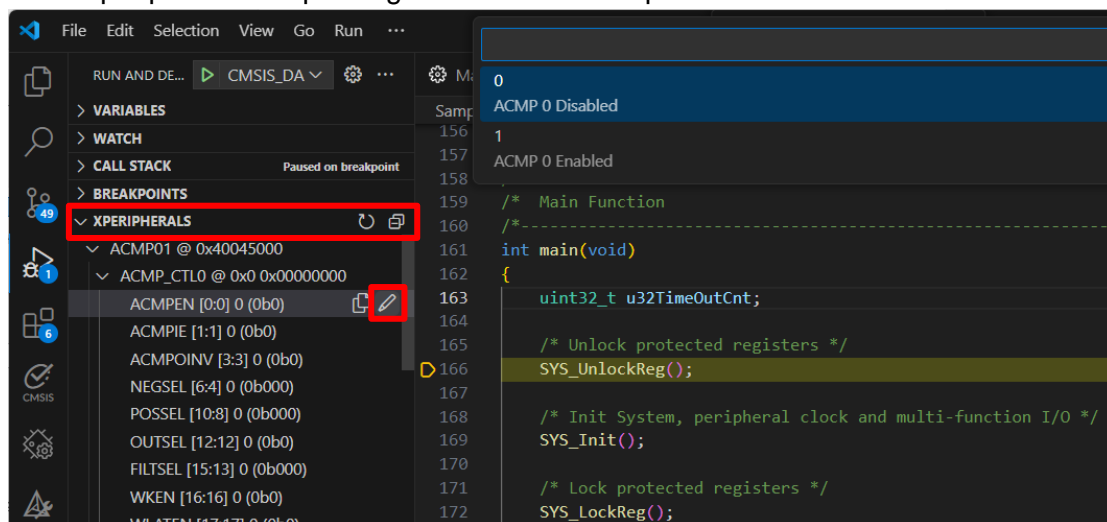 File Edit Selection View Go Run ···
RUN AND DE... CMSIS_DA
VARIABLES
WATCH
CALL STACK Paused on breakpoint
BREAKPOINTS
XPERIPHERALS
ACMP01 @ 0x40045000
ACMP_CTL0 @ 0x0 0x00000000
ACMPEN [0:0] 0 (0b0)
ACMPIE [1:1] 0 (0b0)
ACMPOINV [3:3] 0 (0b0)
NEGSEL [6:4] 0 (0b000)
POSSEL [10:8] 0 (0b000)
OUTSEL [12:12] 0 (0b0)
FILTSEL [15:13] 0 (0b000)
WKEN [16:16] 0 (0b0)
49
1
6
CMSIS
0
ACMP 0 Disabled
1
ACMP 0 Enabled
156
157
158
159 /* Main Function
160 /*---------------------------------------------------------
161 int main(void)
162 {
163 uint32_t u32TimeOutCnt;
164
165 /* Unlock protected registers */
166 SYS_UnlockReg();
167
168 /* Init System, peripheral clock and multi-function I/O */
169 SYS_Init();
170
171 /* Lock protected registers */
172 SYS_LockReg();